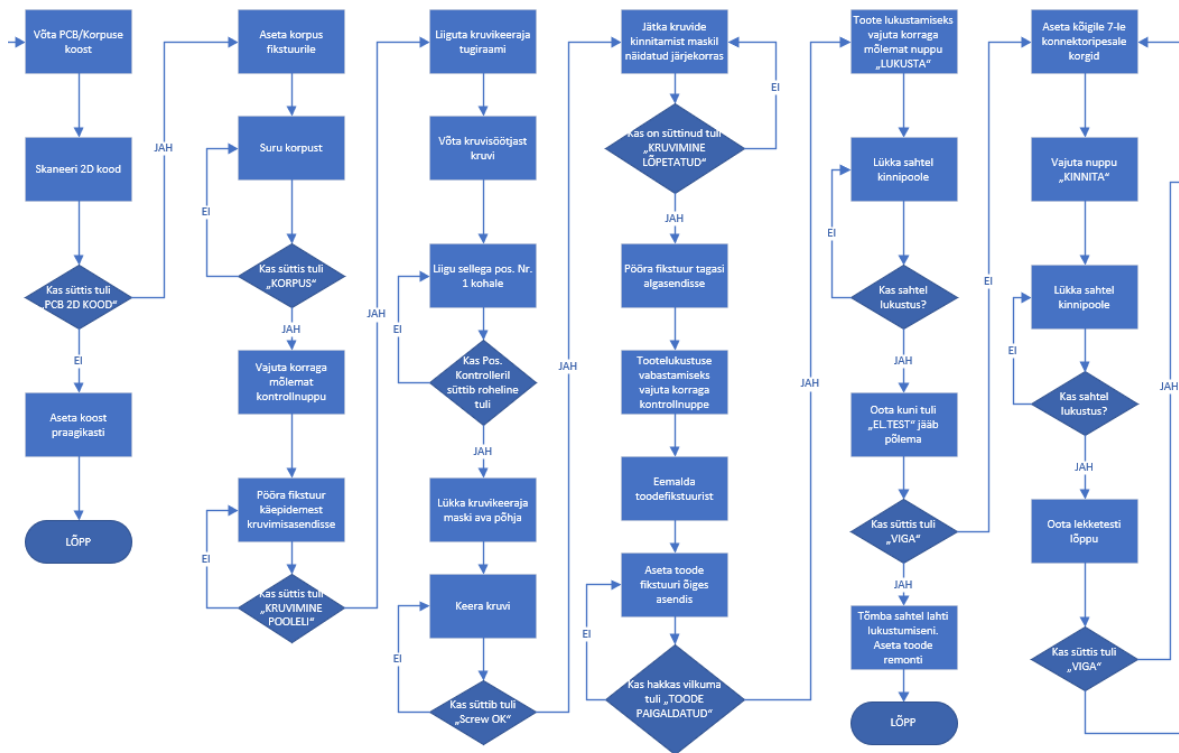 Võta PCB/Korpuse
koost
Skaneeri 2D kood
Kas süttis tuli
PCB 2D KOOD“
EI
Aseta koost
praagikasti
LÕPP
JAH
Aseta korpus
fikstuurile
Suru korpust
EI
Kas süttis tuli
„KORPUS“
JAH
Vajuta korraga
mõlemat
kontrollnuppu
Pööra fikstuur
käepidemest
kruvimisasendisse
EI
Kas süttis tuli
„KRUVIMINE
POOLELI“
JAH
Liiguta kruvikeeraja
tugiraami
Võta kruvisöötjast
kruvi
Liigu sellega pos. Nr.
1 kohale
EI
Kas Pos.
Kontrolleril
süttib roheline
tuli
JAH
Lükka kruvikeeraja
maski ava põhja
Keera kruvi
EI
Kas süttib tuli
„Screw OK“
JAH
Jätka kruvide
kinnitamist maskil
näidatud järjekorras
EI
Kas on süttinud tuli
„KRUVIMINE
LÕPETATUD“
JAH
Pööra fikstuur tagasi
algasendisse
Tootelukustuse
vabastamiseks
vajuta korraga
kontrollnuppe
Eemalda
toodefikstuurist
Aseta toode
fikstuuri õiges
asendis
EI
Kas hakkas vilkuma
tuli „TOODE
PAIGALDATUD“
JAH
Toote lukustamiseks
vajuta korraga
mõlemat nuppu
„LUKUSTA“
Lükka sahtel
kinnipoole
EI
Kas sahtel
lukustus?
JAH
Oota kuni tuli
„EL.TEST“ jääb
põlema
Kas süttis tuli
„VIGA“
JAH
Tõmba sahtel lahti
lukustumiseni.
Aseta toode
remonti
LÕPP
EI
Aseta kõigile 7-le
konnektoripesale
korgid
Vajuta nuppu
„KINNITA“
Lükka sahtel
kinnipoole
EI
Kas sahtel
lukustus?
JAH
Oota lekketesti
lõppu
Kas süttis tuli
„VIGA“
JAH